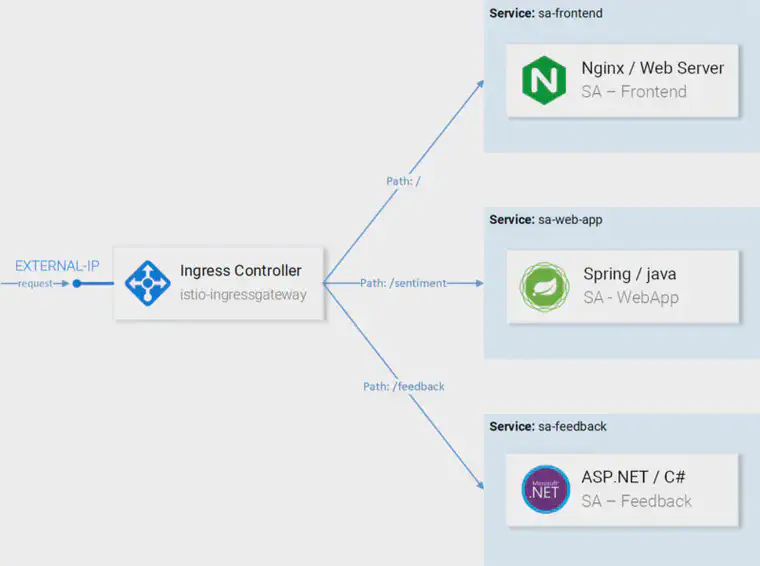 Service: sa-frontend
Nginx / Web Server
SA – Frontend
Path: /
Service: sa-web-app
EXTERNAL-IP
request
Ingress Controller
istio-ingressgateway
Path: /sentiment
Spring / java
SA - WebApp
Path: /feedback
Service: sa-feedback
Microsoft
.NET
ASP.NET / C#
SA – Feedback